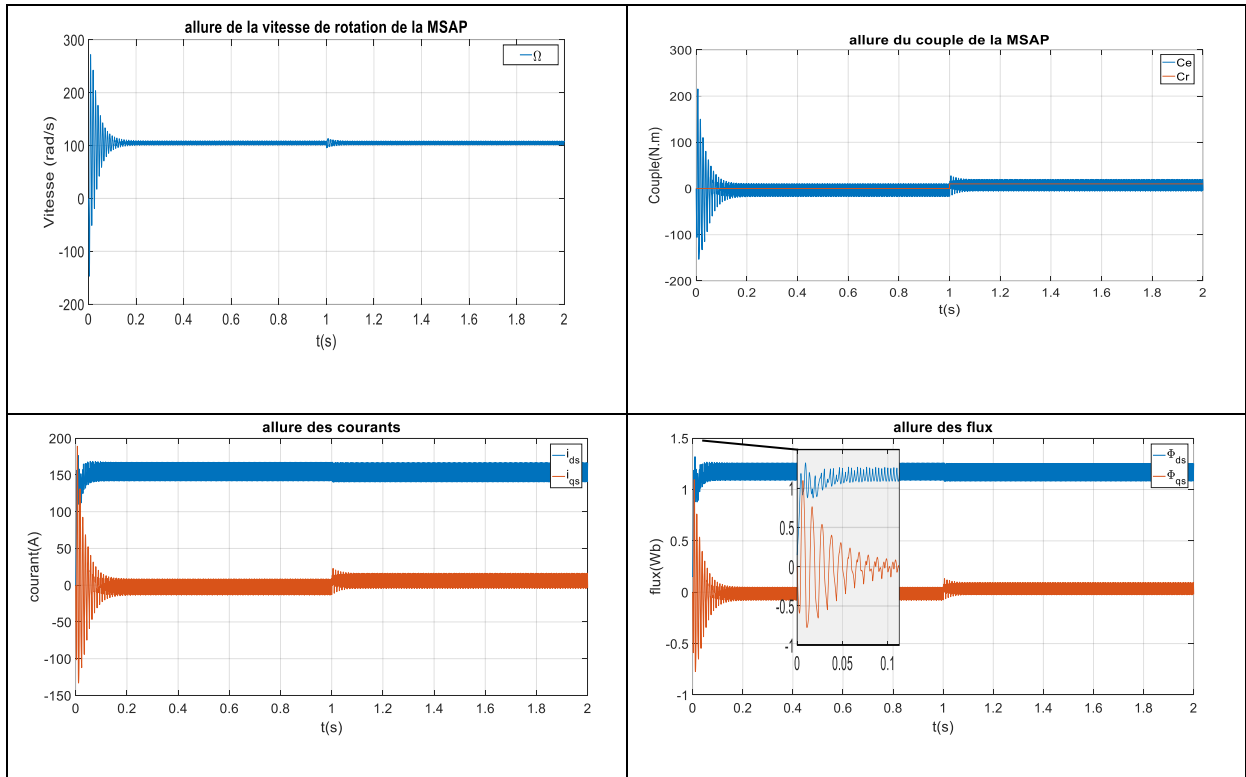 allure de la vitesse de rotation de la MSAP
Ω
300
200
100
0
-100
-200
Vitesse (rad/s)
0 0.2 0.4 0.6 0.8 1 1.2 1.4 1.6 1.8 2
t(s)
allure du couple de la MSAP
Ce
Cr
300
200
100
0
-100
-200
Couple(N.m)
0 0.2 0.4 0.6 0.8 1 1.2 1.4 1.6 1.8 2
t(s)
allure des courants
i_ds
i_qs
200
150
100
50
0
-50
-100
-150
courant(A)
0 0.2 0.4 0.6 0.8 1 1.2 1.4 1.6 1.8 2
t(s)
allure des flux
Φ_ds
Φ_qs
1.5
1
0.5
0
-0.5
-1
flux(Wb)
1
0.5
0
-0.5
-1
0 0.05 0.1
0 0.2 0.4 0.6 0.8 1 1.2 1.4 1.6 1.8 2
t(s)